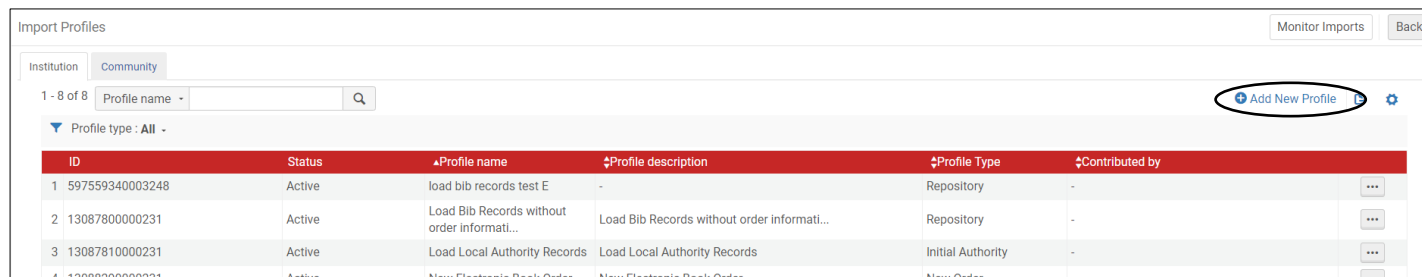 Import Profiles Monitor Imports Back
Institution Community
1 - 8 of 8 Profile name Add New Profile
Profile type : All
ID Status Profile name Profile description Profile Type Contributed by
1 597559340003248 Active load bib records test E - Repository - ...
2 13087800000231 Active Load Bib Records without Load Bib Records without order informati... Repository - ...
order informati...
3 13087810000231 Active Load Local Authority Records Load Local Authority Records Initial Authority - ...